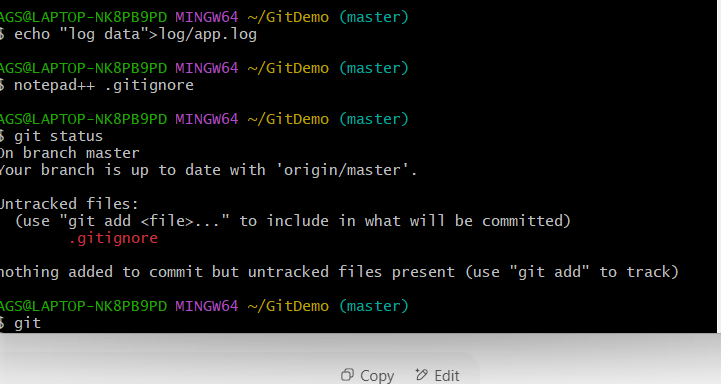 AGS@LAPTOP-NK8PB9PD MINGW64 ~/GitDemo (master)
$ echo "log data">log/app.log
AGS@LAPTOP-NK8PB9PD MINGW64 ~/GitDemo (master)
$ notepad++ .gitignore
AGS@LAPTOP-NK8PB9PD MINGW64 ~/GitDemo (master)
$ git status
On branch master
Your branch is up to date with 'origin/master'.
Untracked files:
(use "git add <file>..." to include in what will be committed)
.gitignore
nothing added to commit but untracked files present (use "git add" to track)
AGS@LAPTOP-NK8PB9PD MINGW64 ~/GitDemo (master)
$ git
Copy Edit